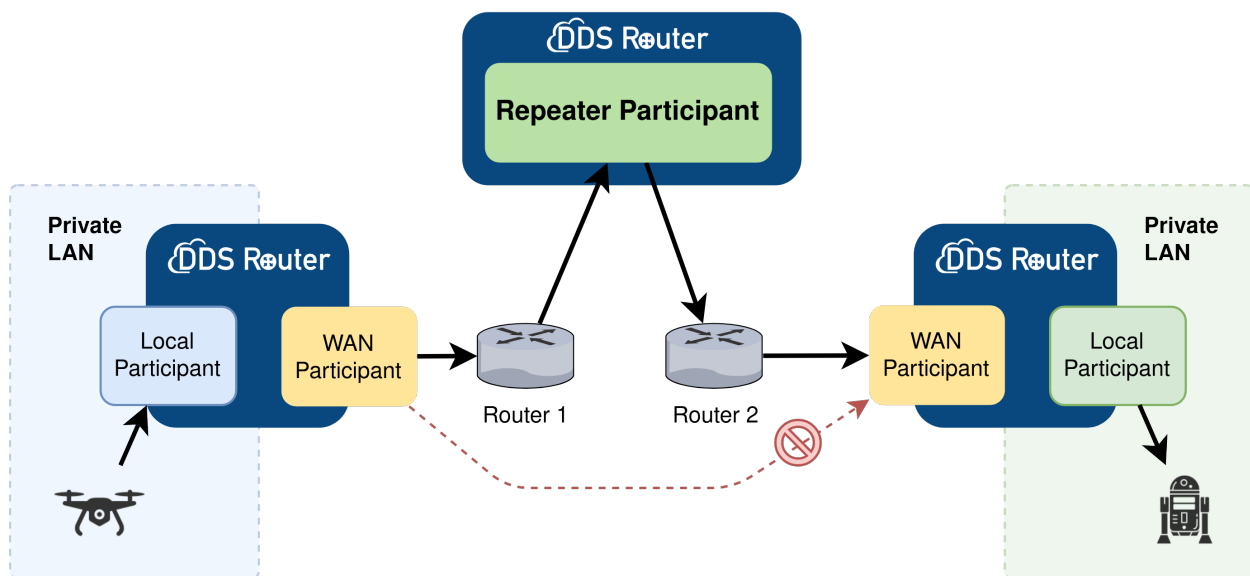 DDS Router
Repeater Participant
Private
LAN
DDS Router
Local
Participant
WAN
Participant
Router 1
Router 2
DDS Router
WAN
Participant
Local
Participant
Private
LAN